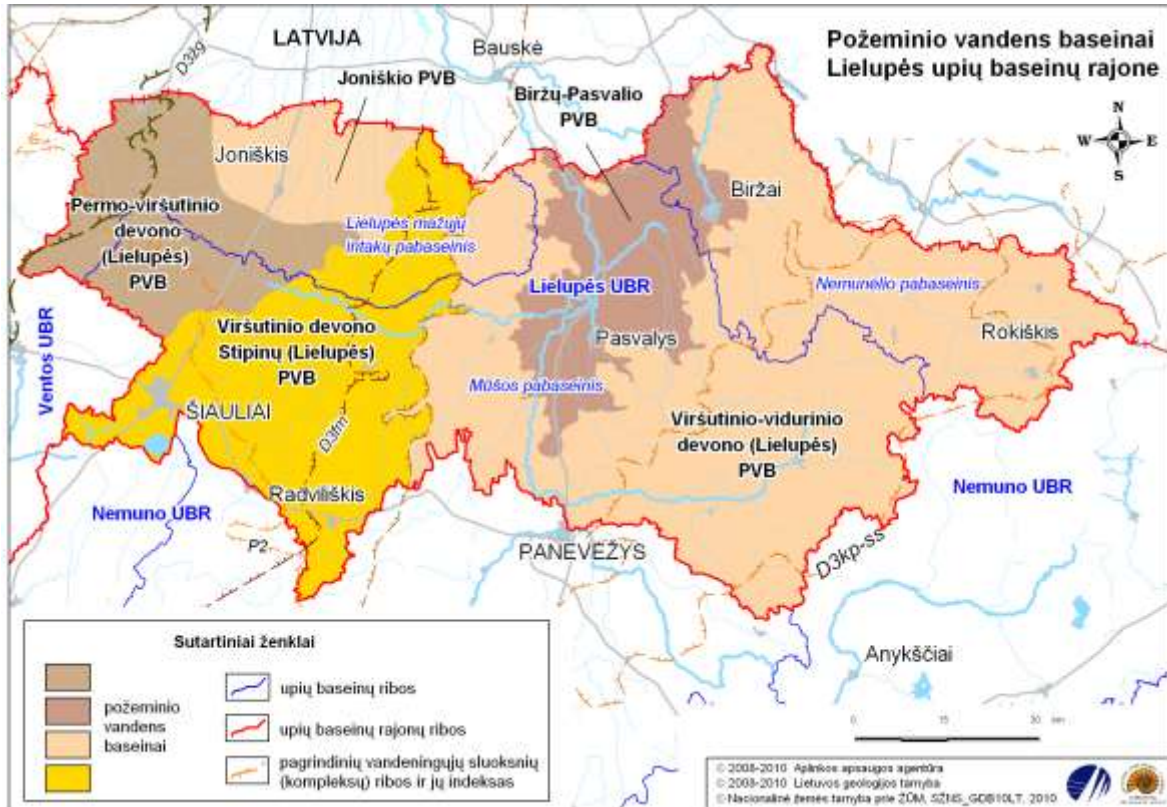 LATVIJA
Požeminio vandens baseinai
Lielupės upių baseinų rajone
Bauskė
D3žg
Joniškio PVB
Biržų-Pasvalio
PVB
N
W
E
S
Joniškis
Biržai
Permo-viršutinio
devono
(Lielupės)
PVB
Lielupės mažųjų
intakų pabaseinis
Lielupės UBR
Nemunėlio pabaseinis
Rokiškis
Ventos UBR
Viršutinio devono
Stipinų (Lielupės)
PVB
Pasvalys
Mūšos pabaseinis
ŠIAULIAI
D3fm
Viršutinio-vidurinio
devono (Lielupės)
PVB
Radviliškis
Nemuno UBR
Nemuno UBR
P2
PANEVĖŽYS
D3kp-ss
Anykščiai
Sutartiniai ženklai
požeminio
vandens
baseinai
upių baseinų ribos
upių baseinų rajonų ribos
pagrindinių vandeningųjų sluoksnių
(kompleksų) ribos ir jų indeksas
0 15 30 km
© 2008-2010 Aplinkos apsaugos agentūra
© 2008-2010 Lietuvos geologijos tarnyba
© Nacionalinė žemės tarnyba prie ŽŪM, SŽNS_GDB10LT, 2010